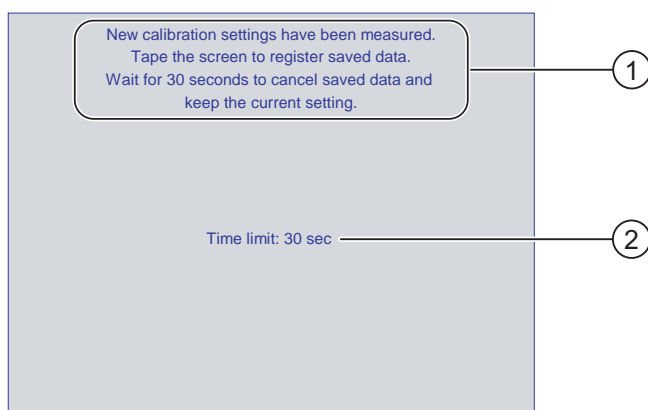 New calibration settings have been measured.
Tape the screen to register saved data.
Wait for 30 seconds to cancel saved data and
keep the current setting.
1
Time limit: 30 sec
2